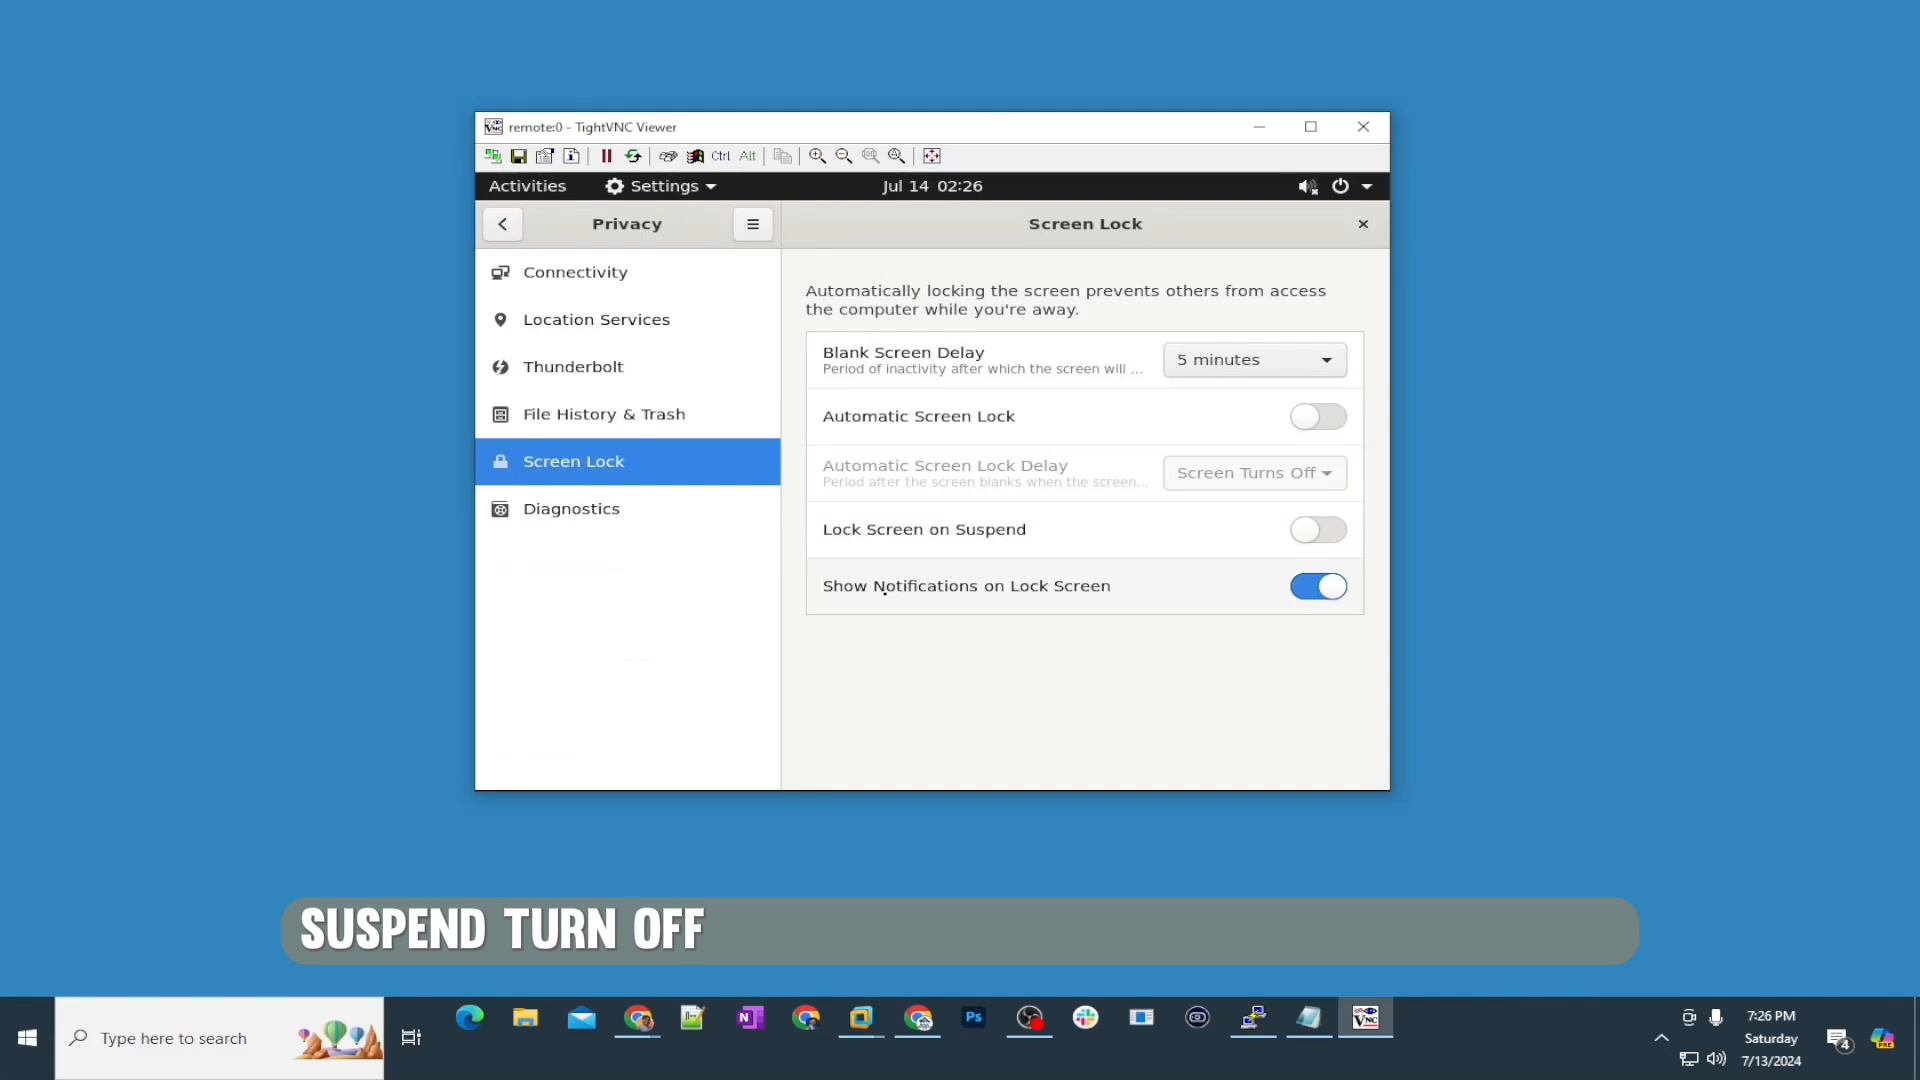 remote:0 - TightVNC Viewer
Ctrl Alt
Activities Settings Jul 14 02:26
Privacy
Screen Lock
Connectivity
Location Services
Thunderbolt
File History & Trash
Screen Lock
Diagnostics
Automatically locking the screen prevents others from access
the computer while you're away.
Blank Screen Delay
Period of inactivity after which the screen will ...
5 minutes
Automatic Screen Lock
Automatic Screen Lock Delay
Period after the screen blanks when the screen...
Screen Turns Off
Lock Screen on Suspend
Show Notifications on Lock Screen
SUSPEND TURN OFF
Type here to search
Ps
7:26 PM
Saturday
7/13/2024
4